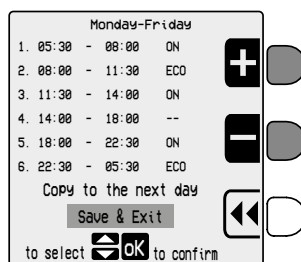 Monday-Friday
1. 05:30 - 08:00 ON
2. 08:00 - 11:30 ECO
3. 11:30 - 14:00 ON
4. 14:00 - 18:00 --
5. 18:00 - 22:30 ON
6. 22:30 - 05:30 ECO
Copy to the next day
Save & Exit
to select OK to confirm